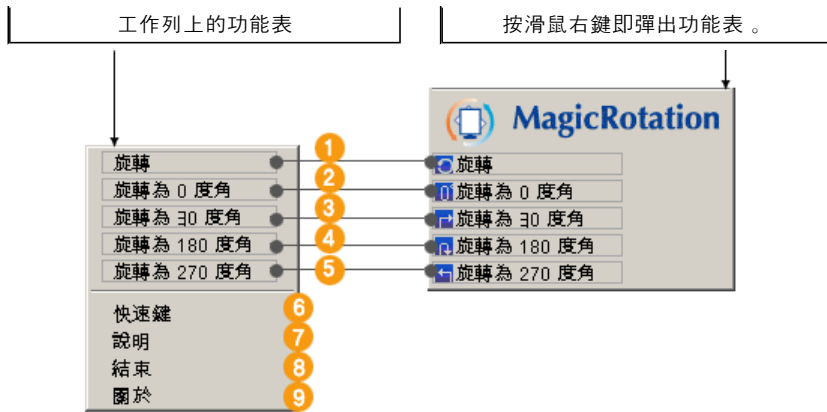 工作列上的功能表
按滑鼠右鍵即彈出功能表。
MagicRotation
旋轉 1 旋轉
旋轉為 0 度角 2 旋轉為 0 度角
旋轉為 90 度角 3 旋轉為 90 度角
旋轉為 180 度角 4 旋轉為 180 度角
旋轉為 270 度角 5 旋轉為 270 度角
快速鍵 6
說明 7
結束 8
關於 9